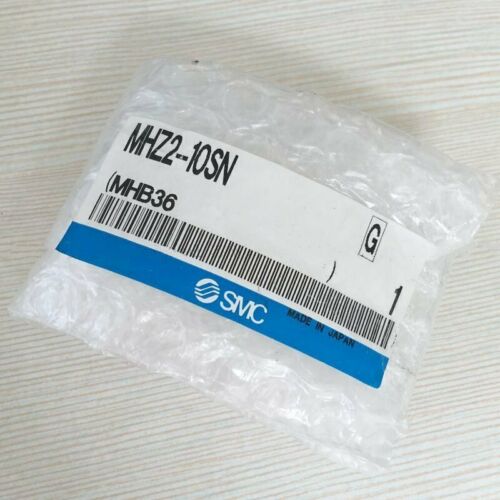 MHZ2-10SN
(MHB36
G
)
1
SMC
MADE IN JAPAN